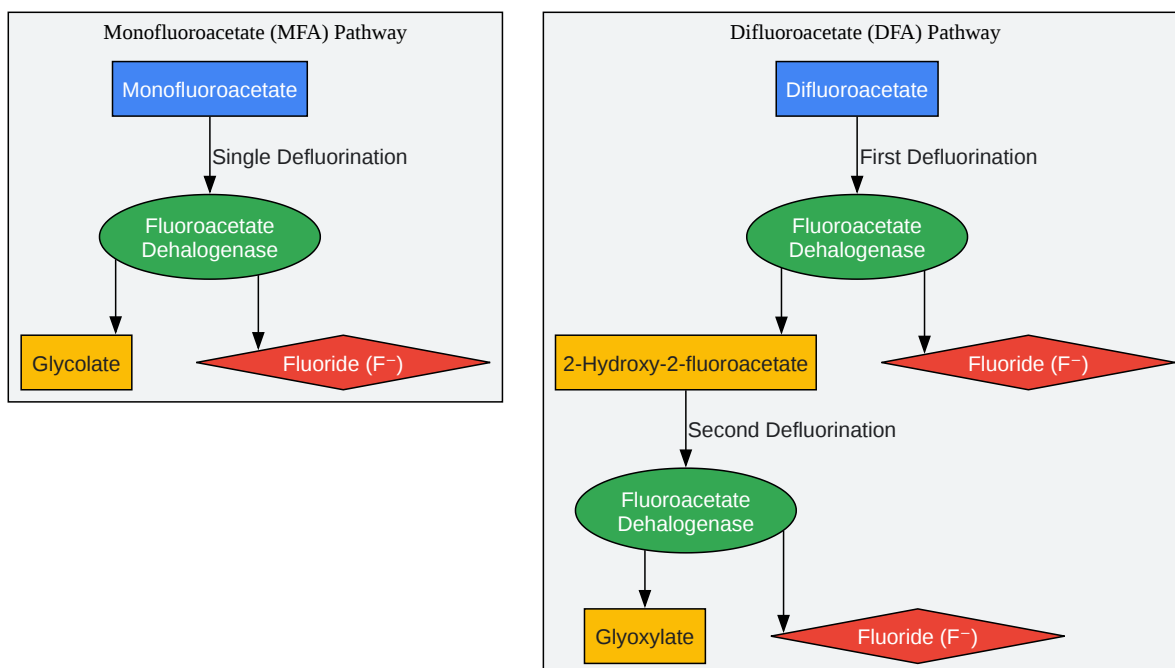 Monofluoroacetate (MFA) Pathway
Monofluoroacetate
Single Defluorination
Fluoroacetate
Dehalogenase
Glycolate
Fluoride (F⁻)
Difluoroacetate (DFA) Pathway
Difluoroacetate
First Defluorination
Fluoroacetate
Dehalogenase
2-Hydroxy-2-fluoroacetate
Fluoride (F⁻)
Second Defluorination
Fluoroacetate
Dehalogenase
Glyoxylate
Fluoride (F⁻)